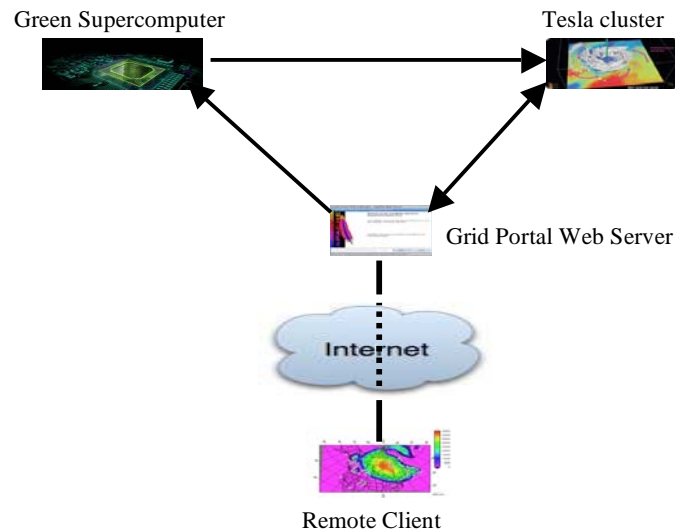 Green Supercomputer
Tesla cluster
Grid Portal Web Server
Internet
Remote Client